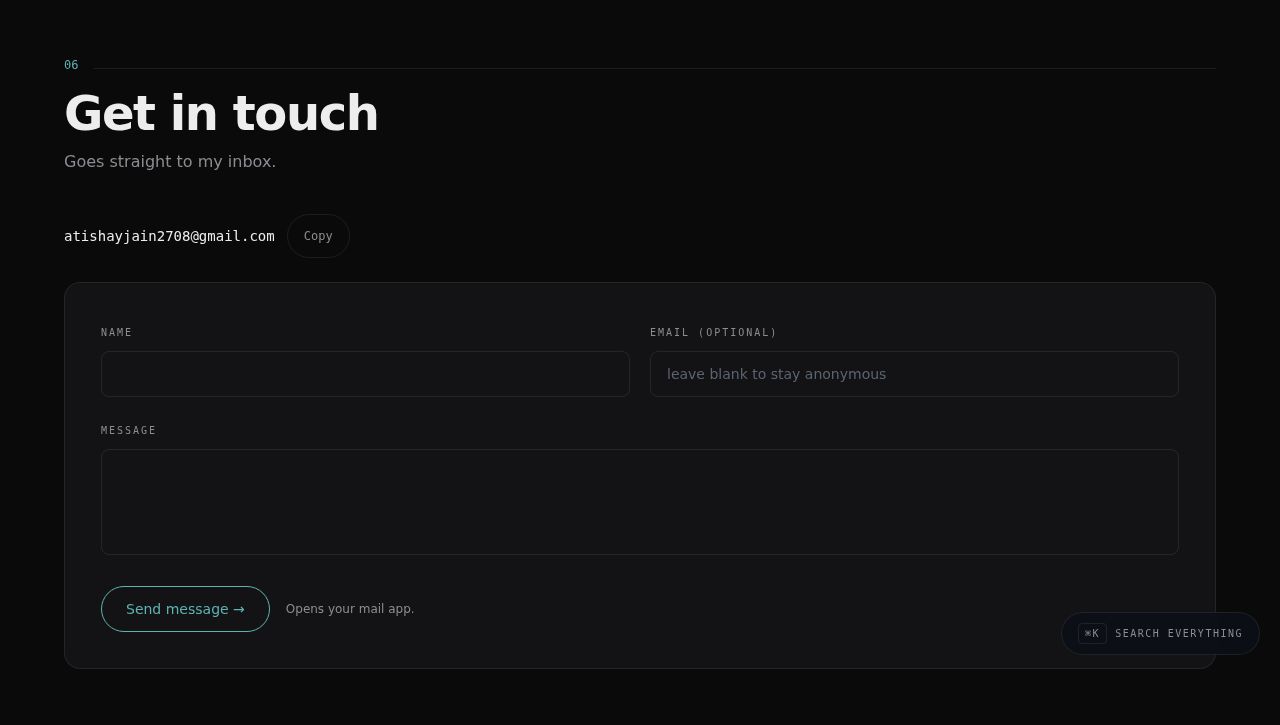 06
Get in touch
Goes straight to my inbox.
atishayjain2708@gmail.com Copy
NAME EMAIL (OPTIONAL)
leave blank to stay anonymous
MESSAGE
Send message → Opens your mail app.
⌘K SEARCH EVERYTHING